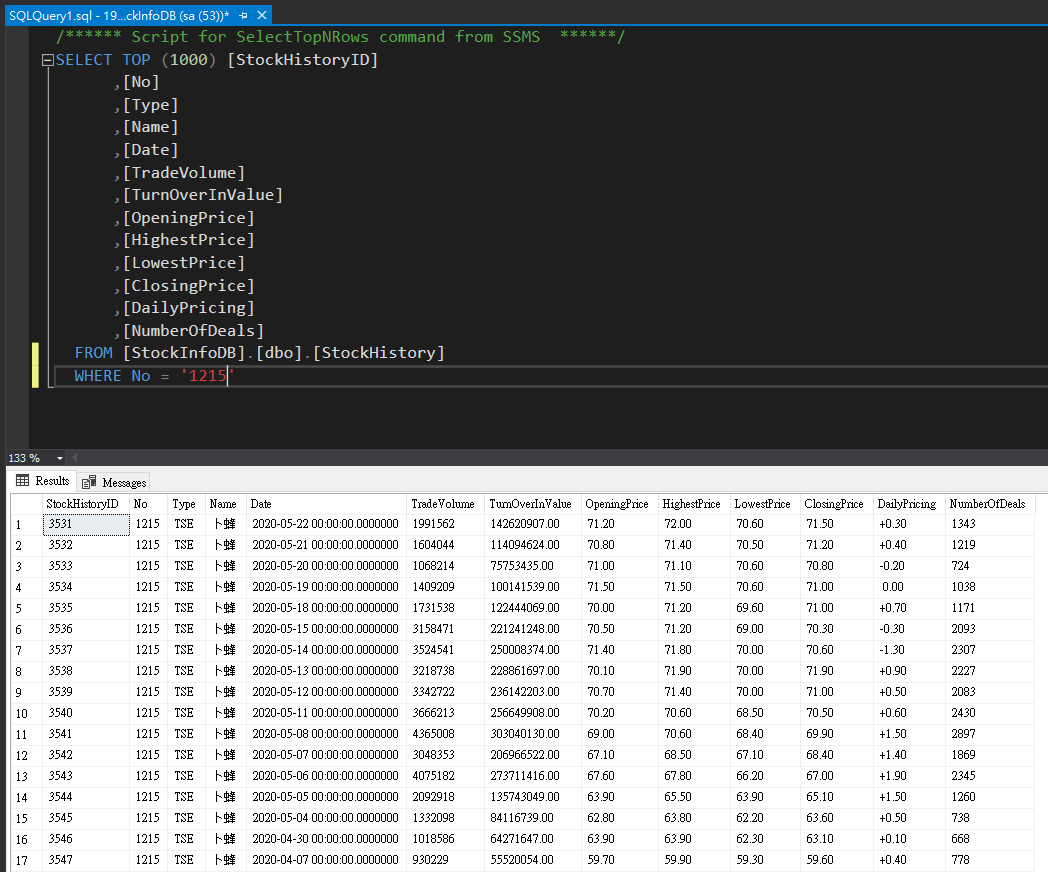 SQLQuery1.sql - 19...ckInfoDB (sa (53))*
/****** Script for SelectTopNRows command from SSMS  ******/
SELECT TOP (1000) [StockHistoryID]
,[No]
,[Type]
,[Name]
,[Date]
,[TradeVolume]
,[TurnOverInValue]
,[OpeningPrice]
,[HighestPrice]
,[LowestPrice]
,[ClosingPrice]
,[DailyPricing]
,[NumberOfDeals]
FROM [StockInfoDB].[dbo].[StockHistory]
WHERE No = '1215'
133 %
Results Messages
StockHistoryID No Type Name Date TradeVolume TurnOverInValue OpeningPrice HighestPrice LowestPrice ClosingPrice DailyPricing NumberOfDeals
1 3531 1215 TSE 卜蜂 2020-05-22 00:00:00.0000000 1991562 142620907.00 71.20 72.00 70.60 71.50 +0.30 1343
2 3532 1215 TSE 卜蜂 2020-05-21 00:00:00.0000000 1604044 114094624.00 70.80 71.40 70.50 71.20 +0.40 1219
3 3533 1215 TSE 卜蜂 2020-05-20 00:00:00.0000000 1068214 75753435.00 71.00 71.10 70.60 70.80 -0.20 724
4 3534 1215 TSE 卜蜂 2020-05-19 00:00:00.0000000 1409209 100141539.00 71.50 71.50 70.60 71.00 0.00 1038
5 3535 1215 TSE 卜蜂 2020-05-18 00:00:00.0000000 1731538 122444069.00 70.00 71.20 69.60 71.00 +0.70 1171
6 3536 1215 TSE 卜蜂 2020-05-15 00:00:00.0000000 3158471 221241248.00 70.50 71.20 69.00 70.30 -0.30 2093
7 3537 1215 TSE 卜蜂 2020-05-14 00:00:00.0000000 3524541 250008374.00 71.40 71.80 70.00 70.60 -1.30 2307
8 3538 1215 TSE 卜蜂 2020-05-13 00:00:00.0000000 3218738 228861697.00 70.10 71.90 70.00 71.90 +0.90 2227
9 3539 1215 TSE 卜蜂 2020-05-12 00:00:00.0000000 3342722 236142203.00 70.70 71.40 70.00 71.00 +0.50 2083
10 3540 1215 TSE 卜蜂 2020-05-11 00:00:00.0000000 3666213 256649908.00 70.20 70.60 68.50 70.50 +0.60 2430
11 3541 1215 TSE 卜蜂 2020-05-08 00:00:00.0000000 4365008 303040130.00 69.00 70.60 68.40 69.90 +1.50 2897
12 3542 1215 TSE 卜蜂 2020-05-07 00:00:00.0000000 3048353 206966522.00 67.10 68.50 67.10 68.40 +1.40 1869
13 3543 1215 TSE 卜蜂 2020-05-06 00:00:00.0000000 4075182 273711416.00 67.60 67.80 66.20 67.00 +1.90 2345
14 3544 1215 TSE 卜蜂 2020-05-05 00:00:00.0000000 2092918 135743049.00 63.90 65.50 63.90 65.10 +1.50 1260
15 3545 1215 TSE 卜蜂 2020-05-04 00:00:00.0000000 1332098 84116739.00 62.80 63.80 62.20 63.60 +0.50 738
16 3546 1215 TSE 卜蜂 2020-04-30 00:00:00.0000000 1018586 64271647.00 63.90 63.90 62.30 63.10 +0.10 668
17 3547 1215 TSE 卜蜂 2020-04-07 00:00:00.0000000 930229 55520054.00 59.70 59.90 59.30 59.60 +0.40 778